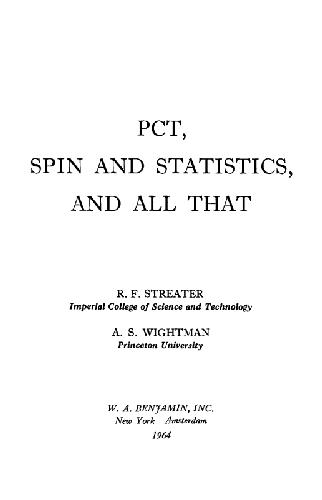 PCT,
SPIN AND STATISTICS,
AND ALL THAT
R. F. STREATER
Imperial College of Science and Technology
A. S. WIGHTMAN
Princeton University
W. A. BENJAMIN, INC.
New York Amsterdam
1964